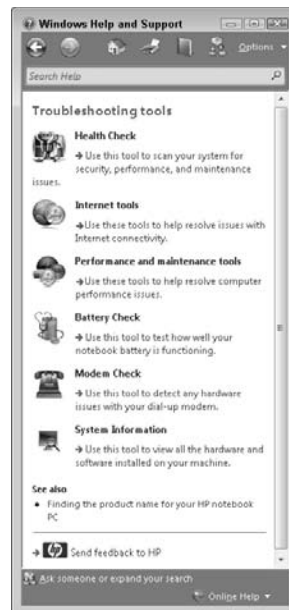 Windows Help and Support
Options
Search Help
Troubleshooting tools
Health Check
Use this tool to scan your system for
security, performance, and maintenance
issues.
Internet tools
Use these tools to help resolve issues with
Internet connectivity.
Performance and maintenance tools
Use these tools to help resolve computer
performance issues.
Battery Check
Use this tool to test how well your
notebook battery is functioning.
Modem Check
Use this tool to detect any hardware
issues with your dial-up modem.
System Information
Use this tool to view all the hardware and
software installed on your machine.
See also
• Finding the product name for your HP notebook
PC
hp Send feedback to HP
Ask someone or expand your search
Online Help